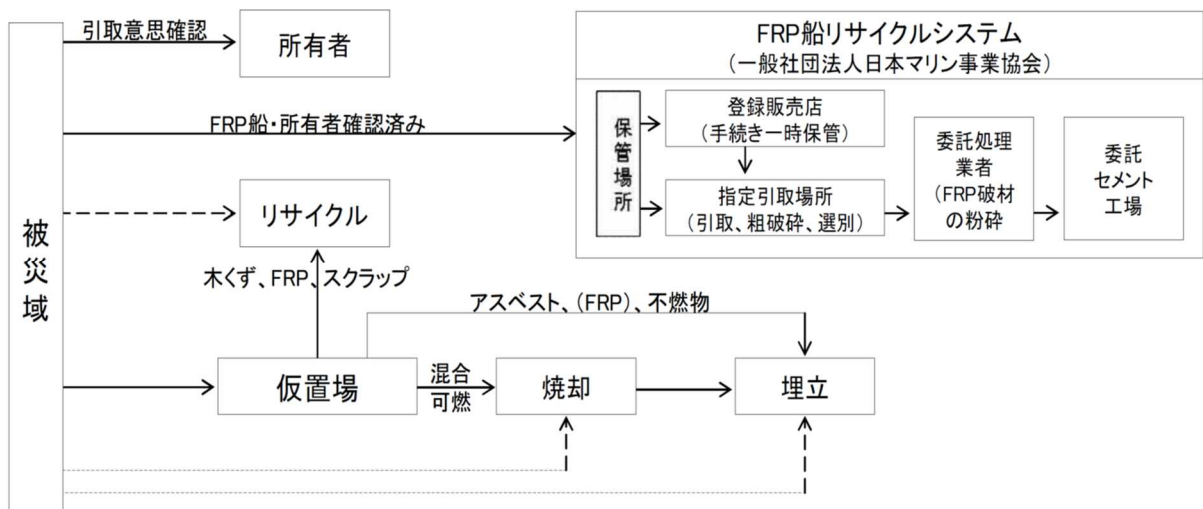 引取意思確認
所有者
FRP船リサイクルシステム
(一般社団法人日本マリン事業協会)
保管場所
登録販売店
(手続き一時保管)
指定引取場所
(引取、粗破砕、選別)
委託処理
業者
(FRP破材
の粉砕
委託
セメント
工場
FRP船・所有者確認済み
リサイクル
被災域
木くず、FRP、スクラップ
アスベスト、(FRP)、不燃物
仮置場
混合
可燃
焼却
埋立